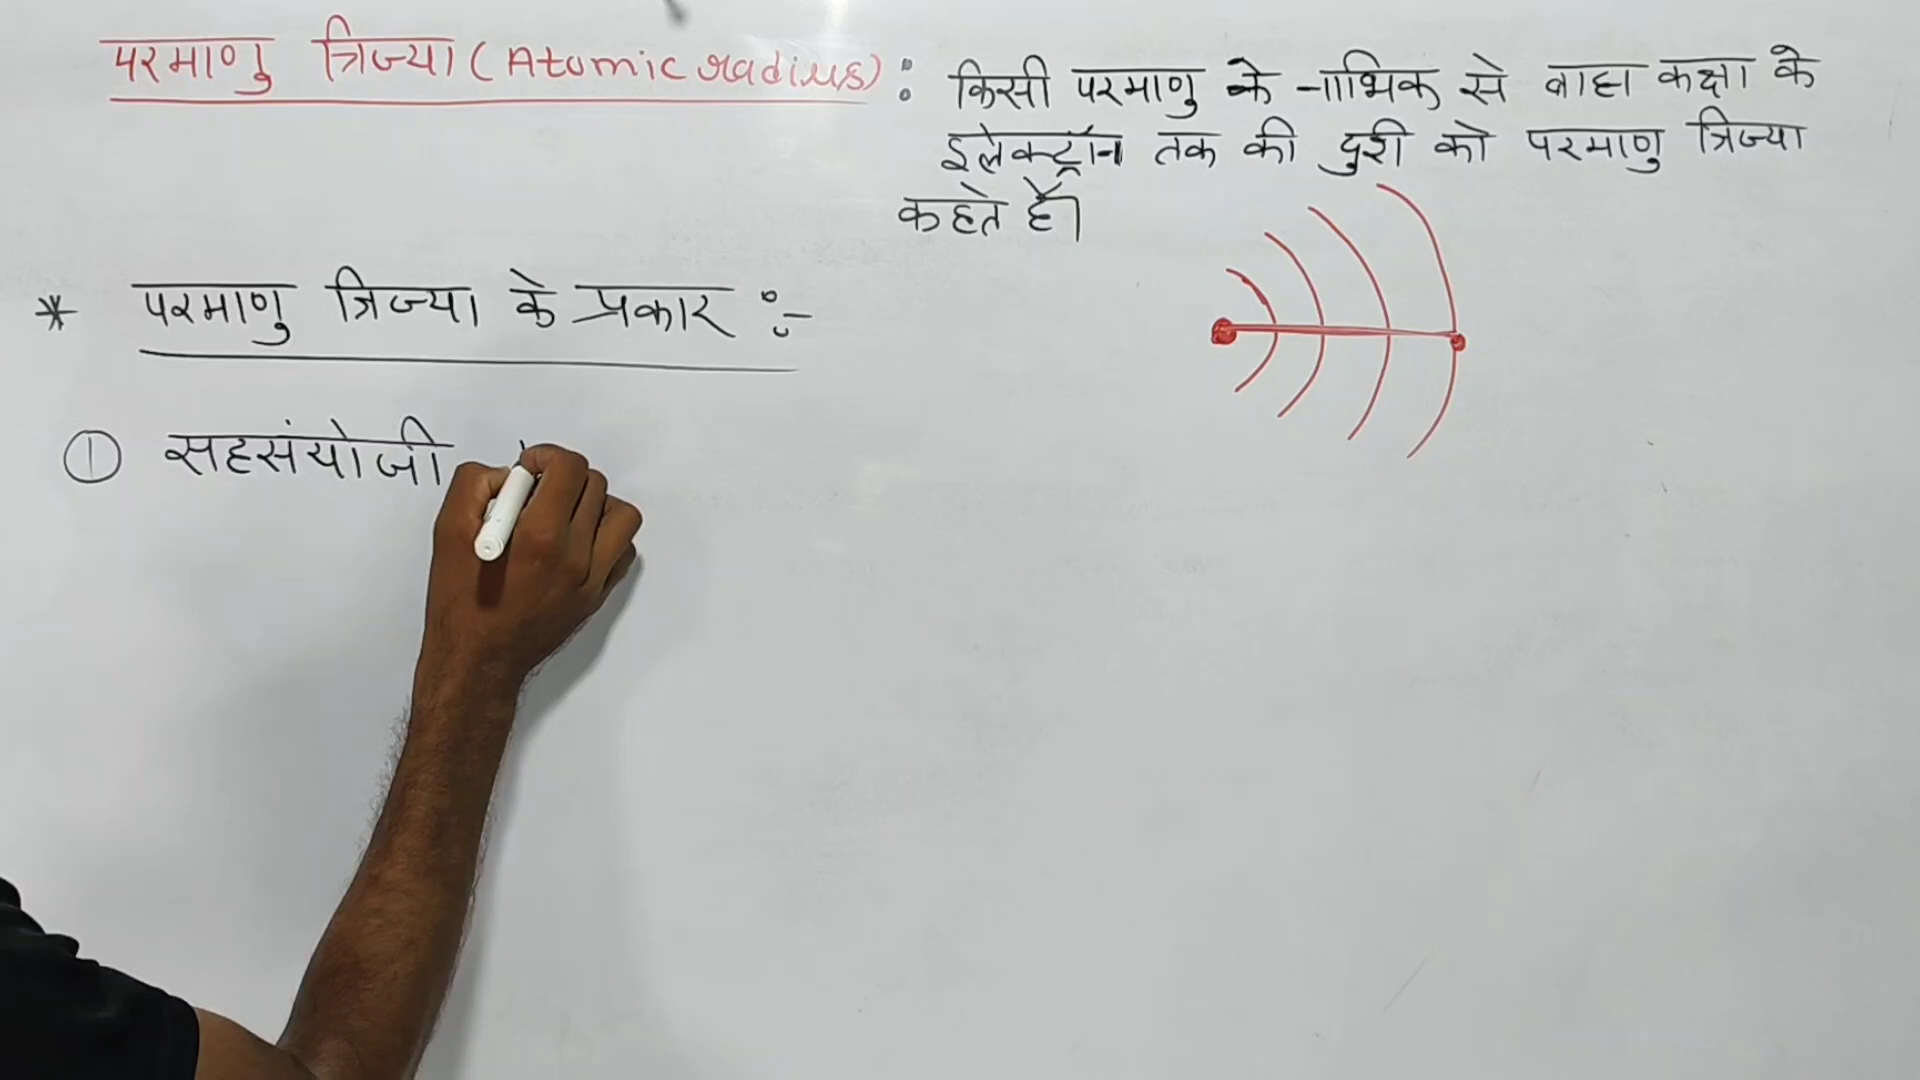 परमाणु त्रिज्या (Atomic radius) : किसी परमाणु के नाभिक से बाह्य कक्षा के
इलेक्ट्रॉन तक की दुरी को परमाणु त्रिज्या
कहते हैं।
* परमाणु त्रिज्या के प्रकार :-
① सहसंयोजी